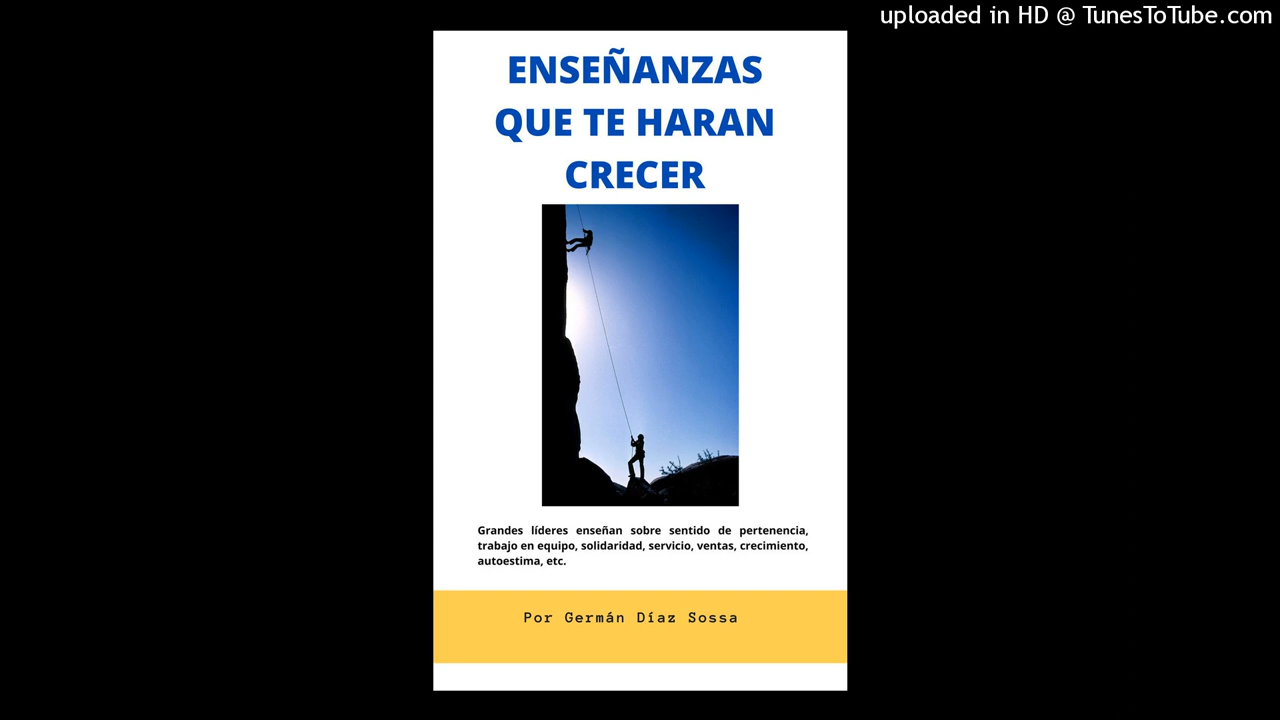 uploaded in HD @ TunesToTube.com
ENSEÑANZAS
QUE TE HARAN
CRECER
Grandes líderes enseñan sobre sentido de pertenencia,
trabajo en equipo, solidaridad, servicio, ventas, crecimiento,
autoestima, etc.
Por Germán Díaz Sossa